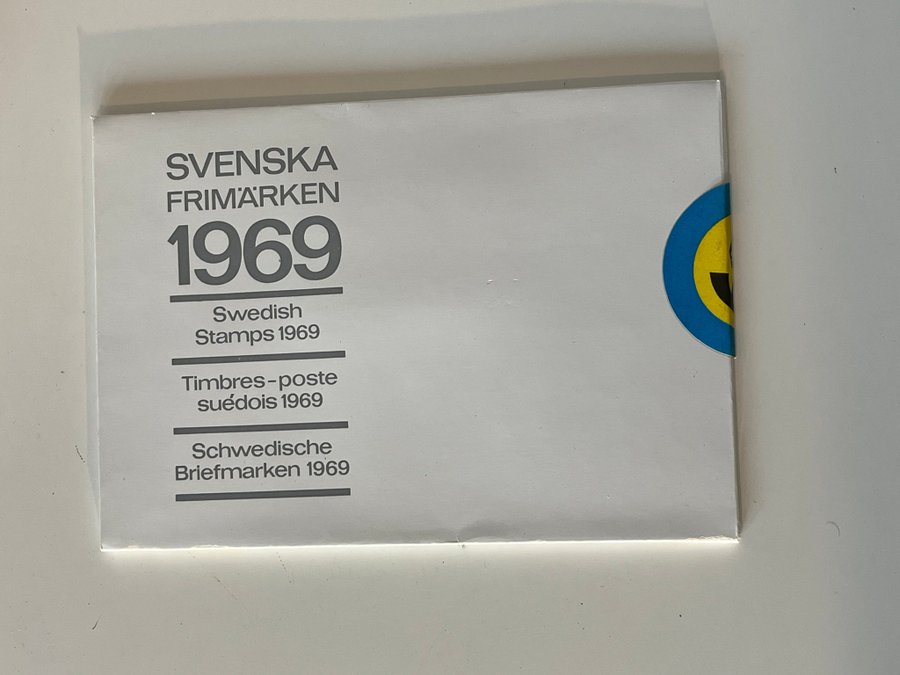 SVENSKA
FRIMÄRKEN
1969
Swedish
Stamps 1969
Timbres-poste
suédois 1969
Schwedische
Briefmarken 1969